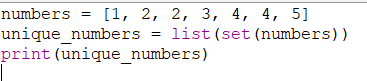 numbers = [1, 2, 2, 3, 4, 4, 5]
unique_numbers = list(set(numbers))
print(unique_numbers)